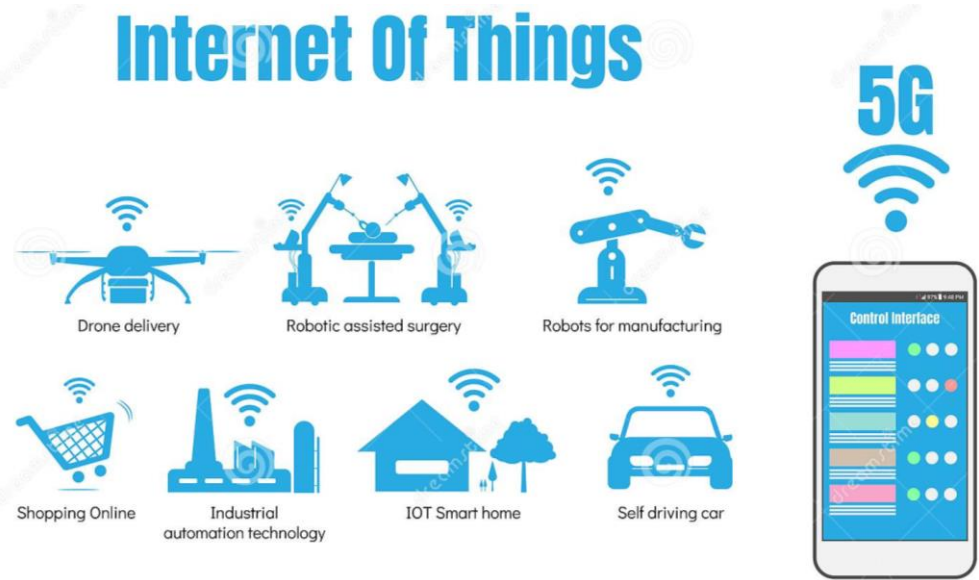 Internet Of Things
5G
Drone delivery
Robotic assisted surgery
Robots for manufacturing
Control Interface
Shopping Online
Industrial
automation technology
IOT Smart home
Self driving car
dreamstime